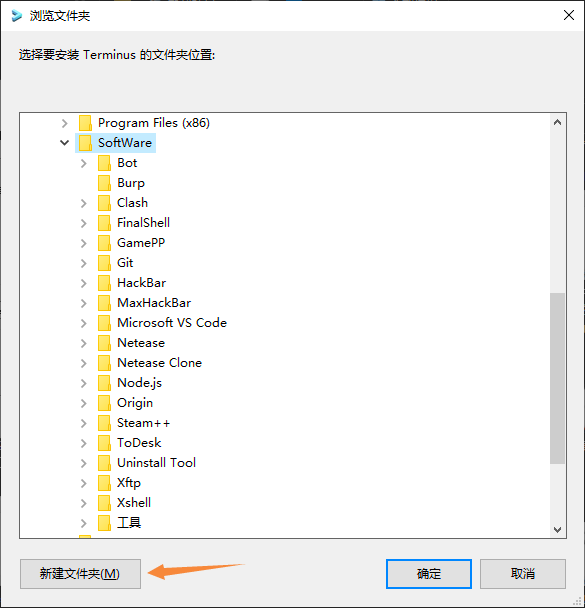 浏览文件夹
选择要安装 Terminus 的文件夹位置:
Program Files (x86)
SoftWare
Bot
Burp
Clash
FinalShell
GamePP
Git
HackBar
MaxHackBar
Microsoft VS Code
Netease
Netease Clone
Node.js
Origin
Steam++
ToDesk
Uninstall Tool
Xftp
Xshell
工具
新建文件夹(M) 确定 取消